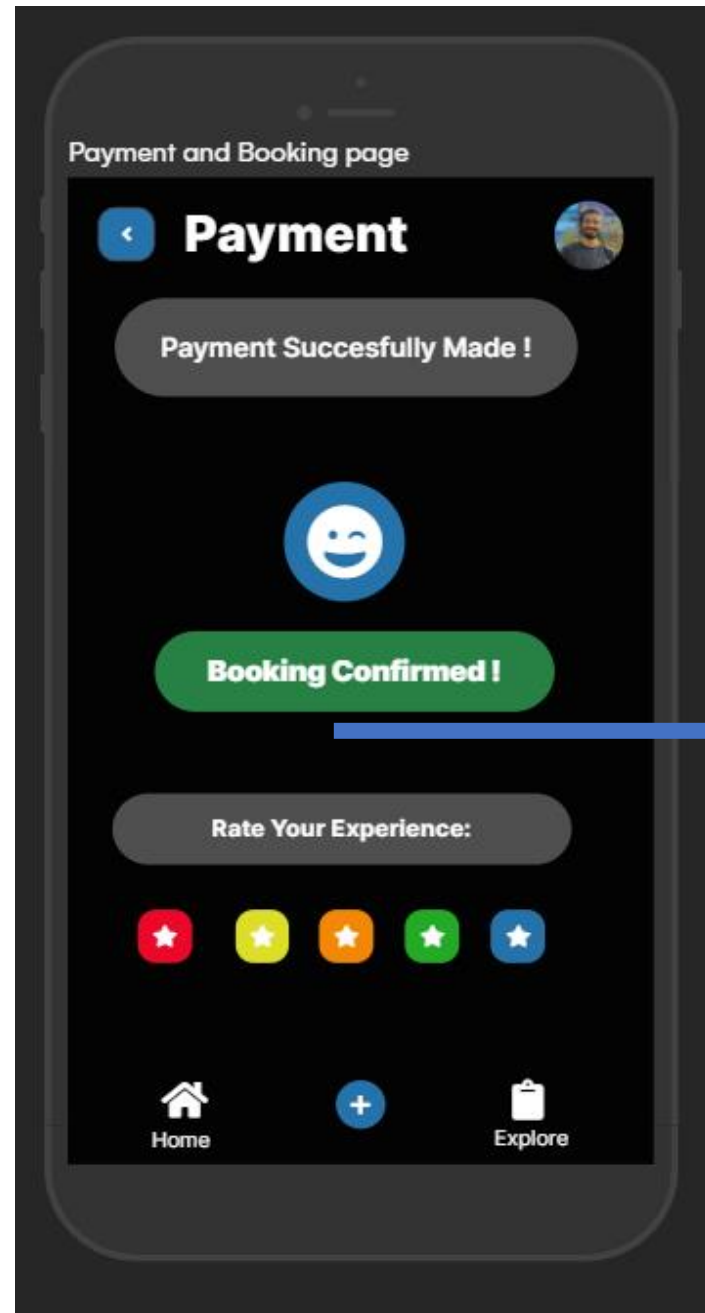 Payment and Booking page
Payment
Payment Succesfully Made !
Booking Confirmed !
Rate Your Experience:
Home
Explore